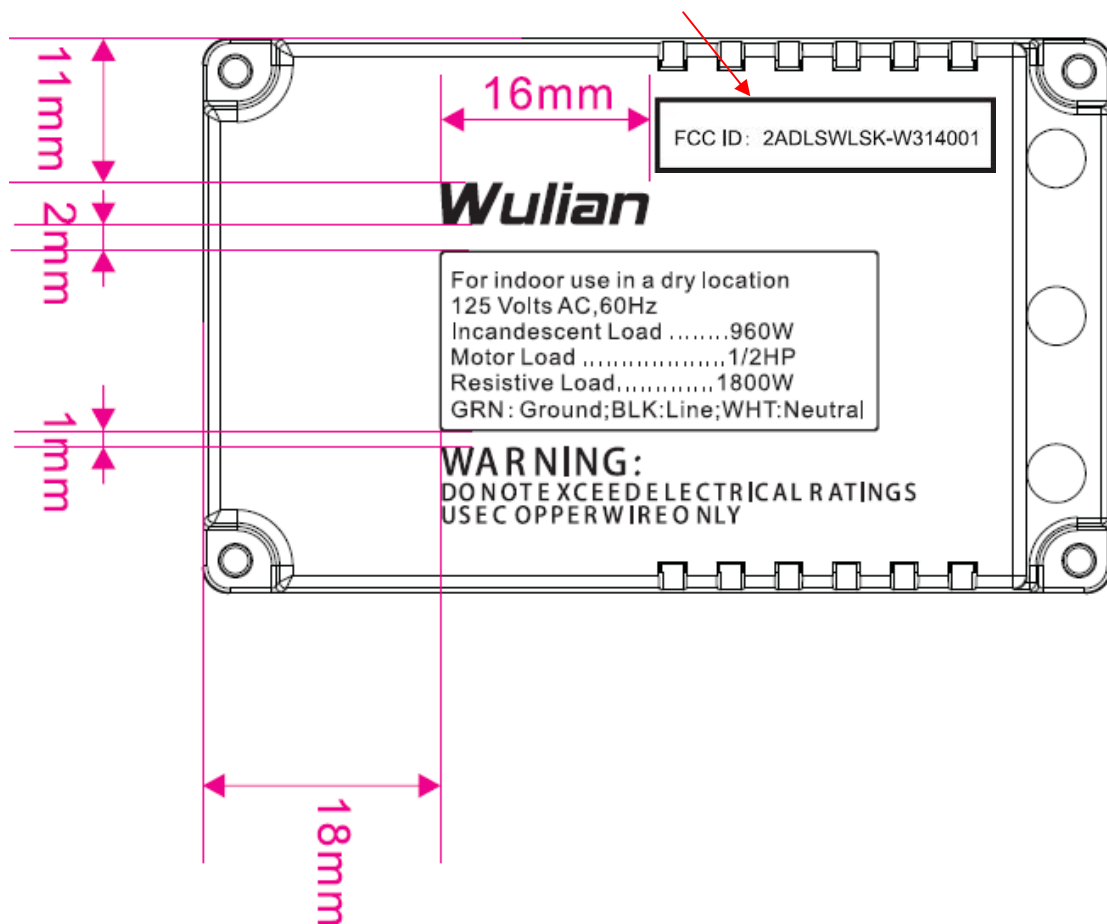 11mm
16mm
FCC ID: 2ADLSWLSK-W314001
Wulian
2mm
For indoor use in a dry location
125 Volts AC,60Hz
Incandescent Load ........960W
Motor Load ...................1/2HP
Resistive Load.............1800W
GRN: Ground;BLK:Line;WHT:Neutral
1mm
WARNING:
DO NOT EXCEED ELECTRICAL RATINGS
USE COPPER WIRE ONLY
18mm